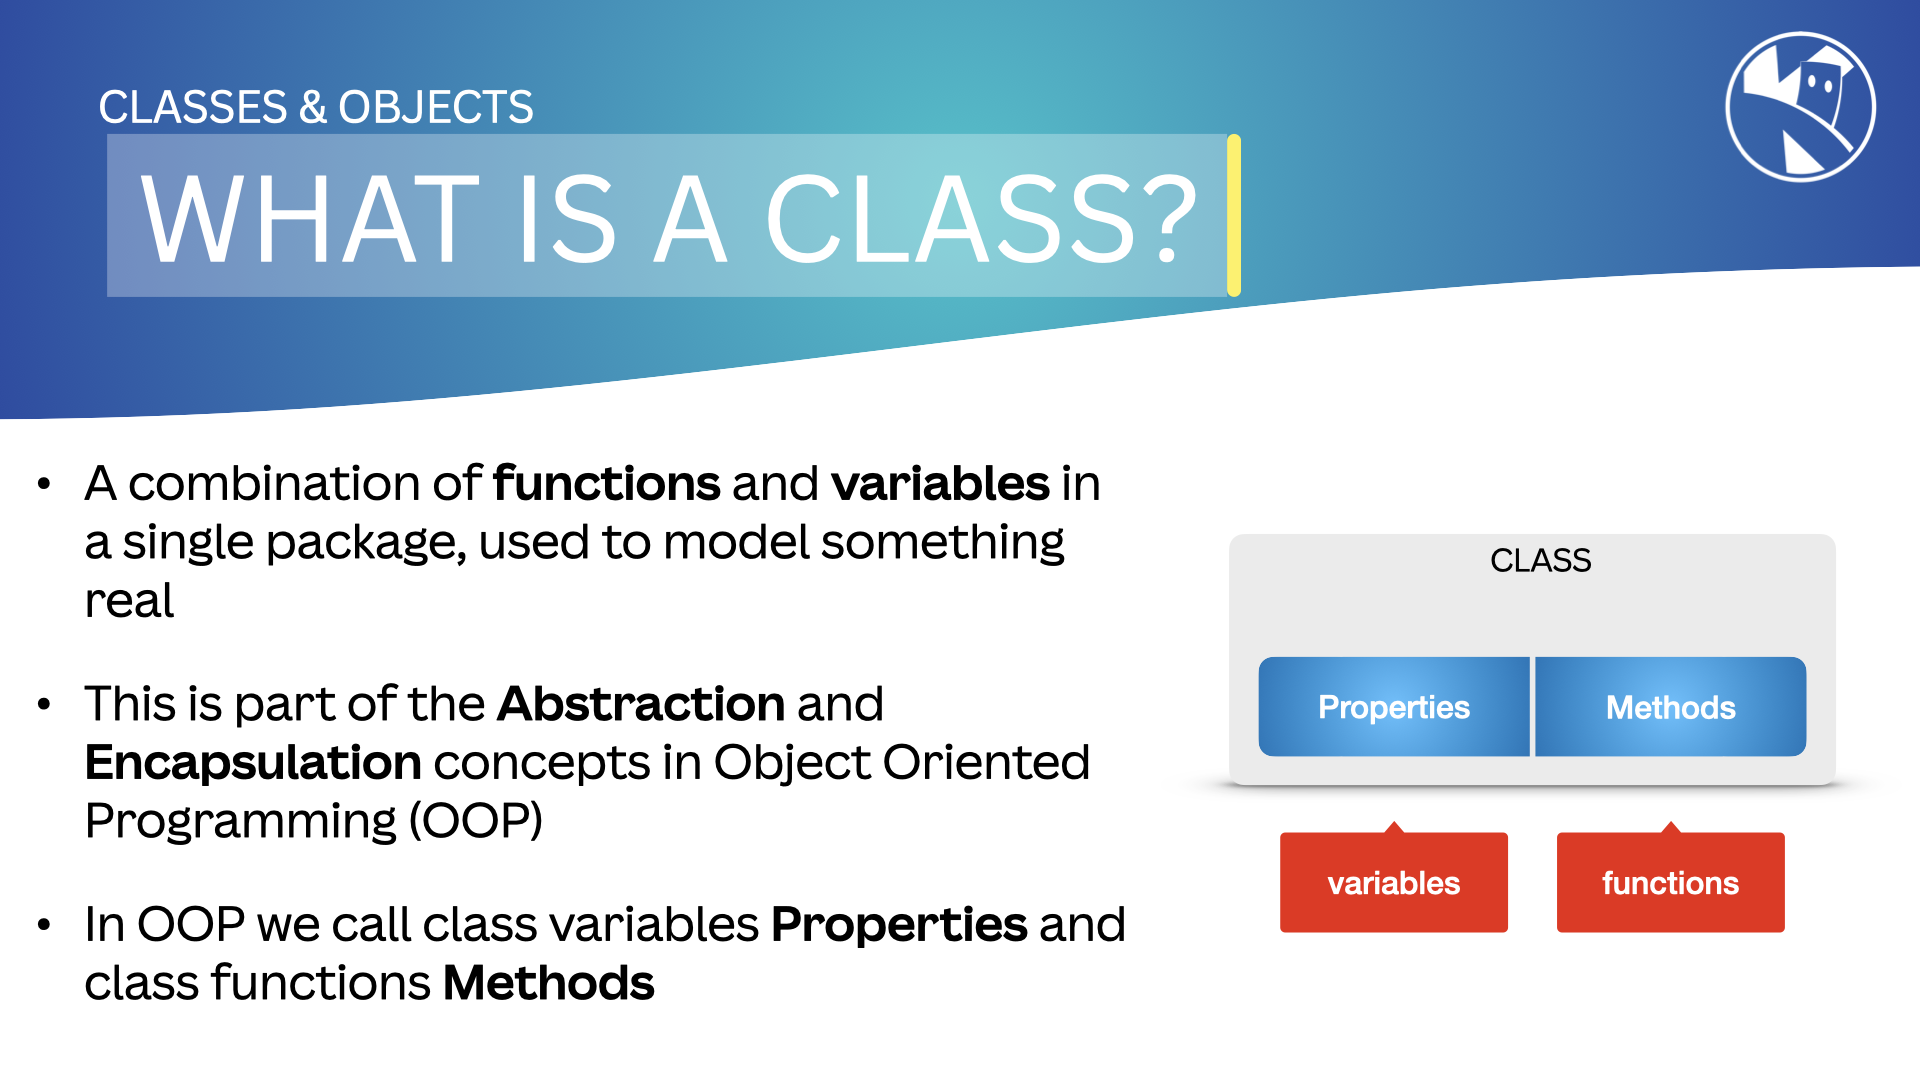 CLASSES & OBJECTS
WHAT IS A CLASS?
• A combination of functions and variables in
a single package, used to model something
real
• This is part of the Abstraction and
Encapsulation concepts in Object Oriented
Programming (OOP)
• In OOP we call class variables Properties and
class functions Methods
CLASS
Properties
Methods
variables
functions